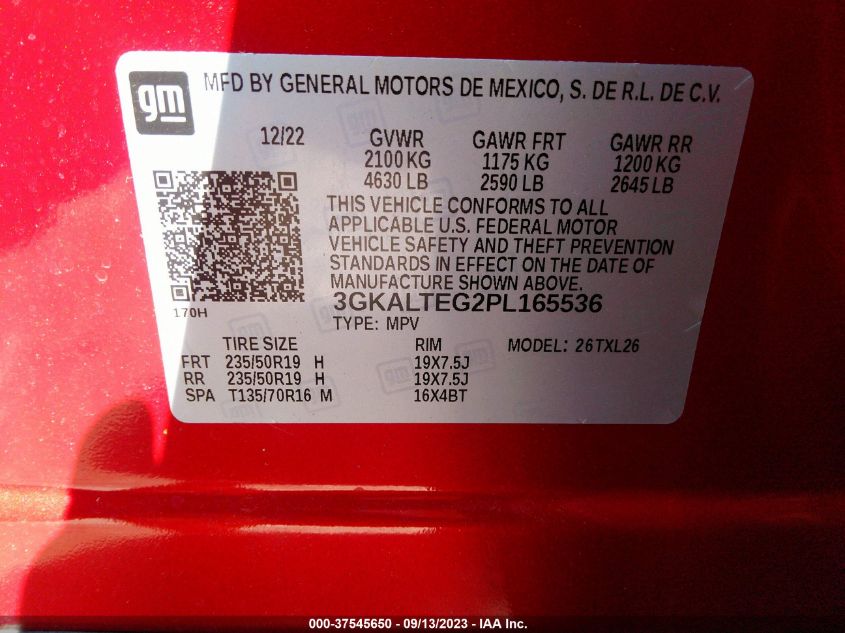 gm
MFD BY GENERAL MOTORS DE MEXICO, S. DE R.L. DE C.V.
12/22 GVWR GAWR FRT GAWR RR
2100 KG 1175 KG 1200 KG
4630 LB 2590 LB 2645 LB
THIS VEHICLE CONFORMS TO ALL
APPLICABLE U.S. FEDERAL MOTOR
VEHICLE SAFETY AND THEFT PREVENTION
STANDARDS IN EFFECT ON THE DATE OF
MANUFACTURE SHOWN ABOVE.
3GKALTEG2PL165536
170H
TYPE: MPV
TIRE SIZE RIM MODEL: 26TXL26
FRT 235/50R19 H 19X7.5J
RR 235/50R19 H 19X7.5J
SPA T135/70R16 M 16X4BT
000-37545650 - 09/13/2023 - IAA Inc.